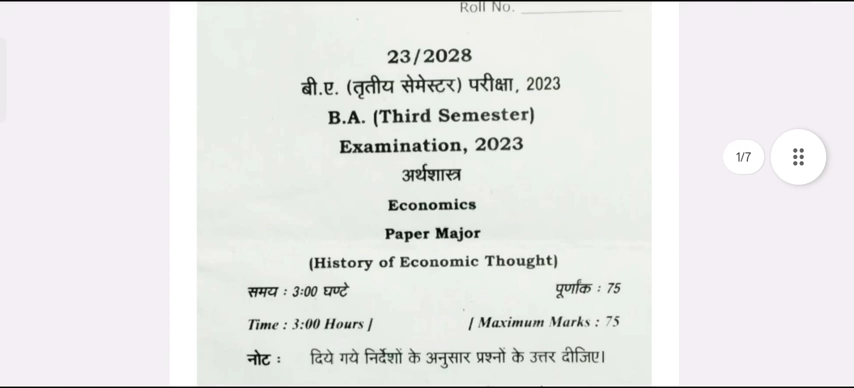 Roll No.
23/2028
बी.ए. (तृतीय सेमेस्टर) परीक्षा, 2023
B.A. (Third Semester)
Examination, 2023
अर्थशास्त्र
Economics
Paper Major
(History of Economic Thought)
समय : 3:00 घण्टे पूर्णांक : 75
Time : 3:00 Hours ] [ Maximum Marks : 75
नोट : दिये गये निर्देशों के अनुसार प्रश्नों के उत्तर दीजिए।
1/7